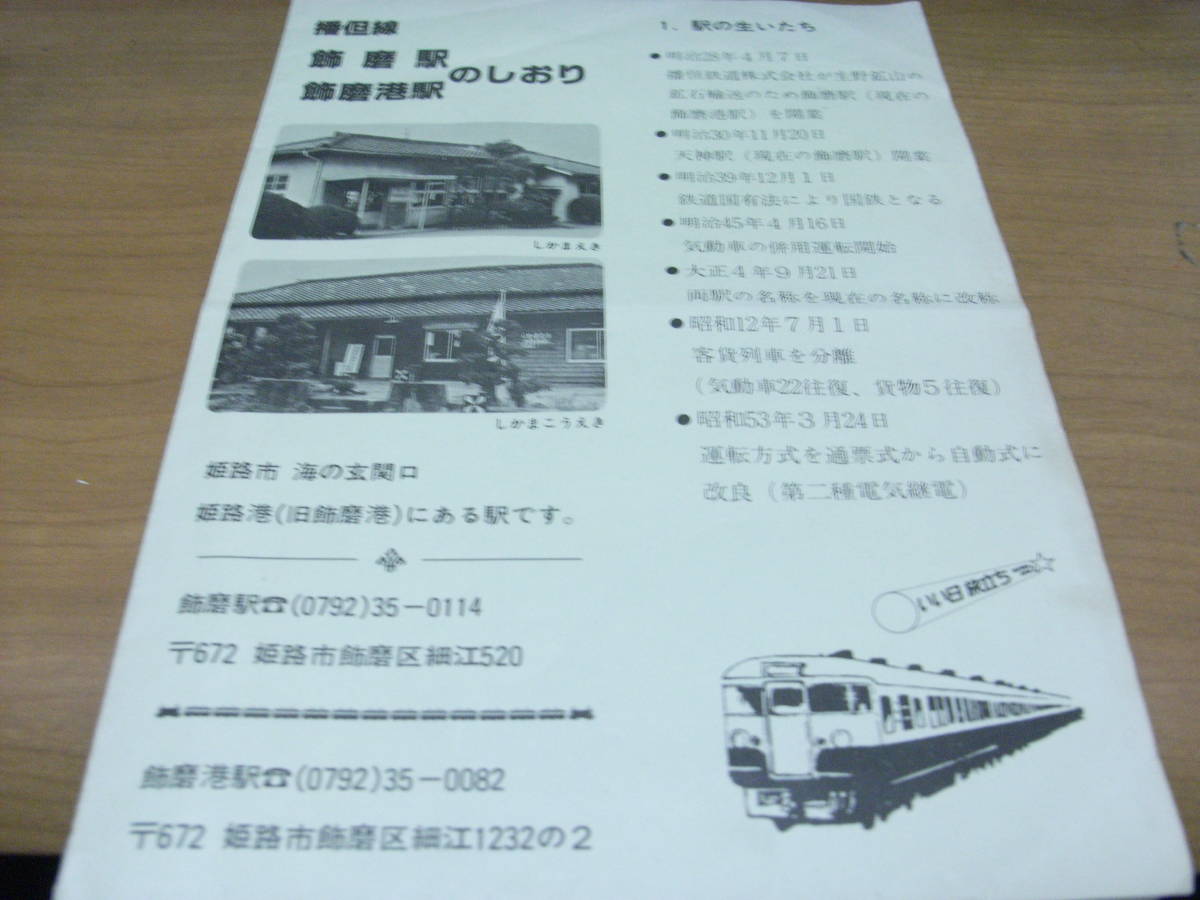 播但線
飾磨駅
飾磨港駅
のしおり
しかまえき
しかまこうえき
姫路市 海の玄関口
姫路港(旧飾磨港)にある駅です。
飾磨駅☎(0792)35-0114
〒672 姫路市飾磨区細江520
飾磨港駅☎(0792)35-0082
〒672 姫路市飾磨区細江1232の2
1. 駅の生いたち
●明治28年4月7日
播但鉄道株式会社が生野鉱山の
鉱石輸送のため飾磨駅(現在の
飾磨港駅)を開業
●明治30年11月20日
天神駅(現在の飾磨駅)開業
●明治39年12月1日
鉄道国有法により国鉄となる
●明治45年4月16日
気動車の併用運転開始
●大正4年9月21日
両駅の名称を現在の名称に改称
●昭和12年7月1日
客貨列車を分離
(気動車22往復、貨物5往復)
●昭和53年3月24日
運転方式を通票式から自動式に
改良(第二種電気継電)
いい日旅立ち